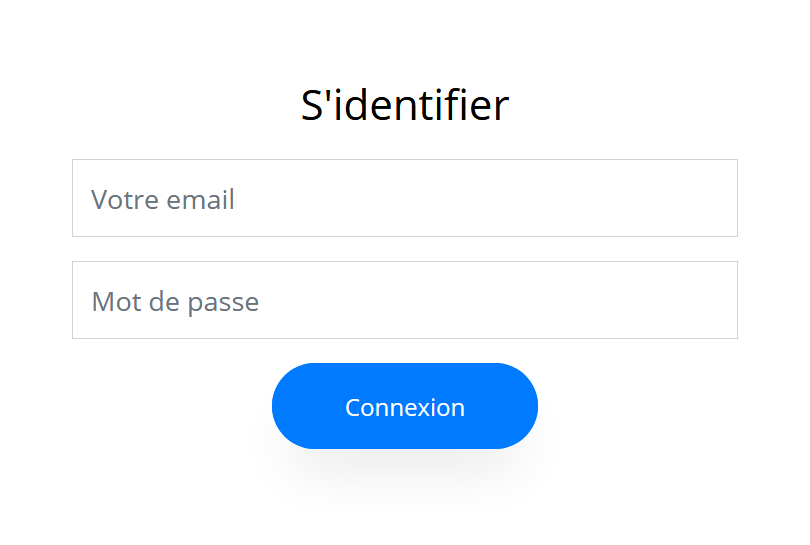 S'identifier
Votre email
Mot de passe
Connexion